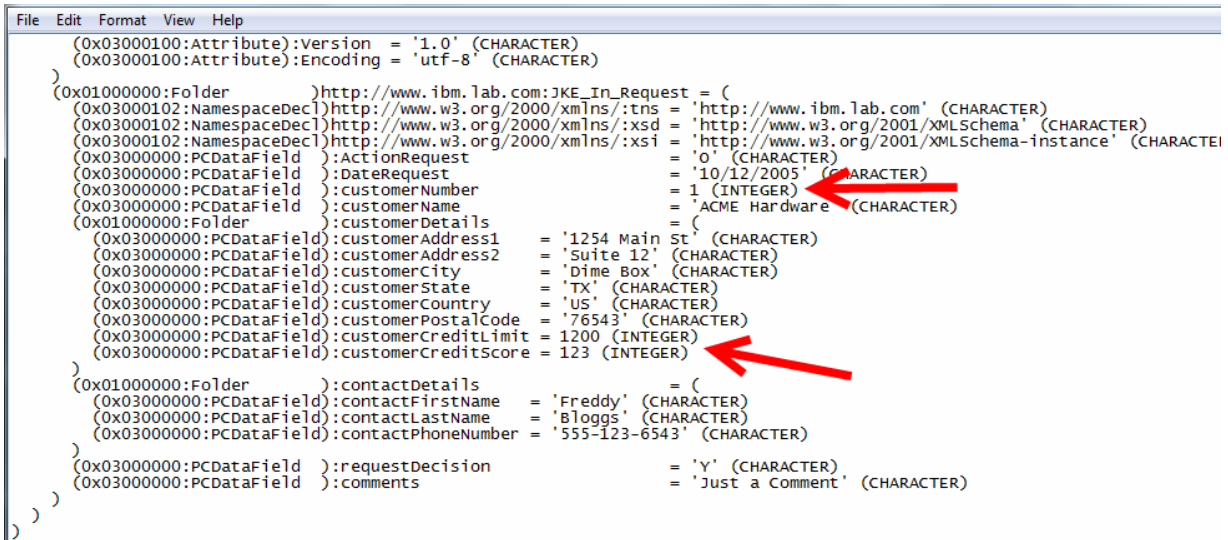 File Edit Format View Help
(0x03000100:Attribute):Version = '1.0' (CHARACTER)
(0x03000100:Attribute):Encoding = 'utf-8' (CHARACTER)
)
(0x01000000:Folder )http://www.ibm.lab.com:JKE_In_Request = (
(0x03000102:NamespaceDecl)http://www.w3.org/2000/xmlns/:tns = 'http://www.ibm.lab.com' (CHARACTER)
(0x03000102:NamespaceDecl)http://www.w3.org/2000/xmlns/:xsd = 'http://www.w3.org/2001/XMLSchema' (CHARACTER)
(0x03000102:NamespaceDecl)http://www.w3.org/2000/xmlns/:xsi = 'http://www.w3.org/2001/XMLSchema-instance' (CHARACTE
(0x03000000:PCDataField ):ActionRequest = 'O' (CHARACTER)
(0x03000000:PCDataField ):DateRequest = '10/12/2005' (CHARACTER)
(0x03000000:PCDataField ):customerNumber = 1 (INTEGER)
(0x03000000:PCDataField ):customerName = 'ACME Hardware' (CHARACTER)
(0x01000000:Folder ):customerDetails = (
(0x03000000:PCDataField):customerAddress1 = '1254 Main St' (CHARACTER)
(0x03000000:PCDataField):customerAddress2 = 'Suite 12' (CHARACTER)
(0x03000000:PCDataField):customerCity = 'Dime Box' (CHARACTER)
(0x03000000:PCDataField):customerState = 'TX' (CHARACTER)
(0x03000000:PCDataField):customerCountry = 'US' (CHARACTER)
(0x03000000:PCDataField):customerPostalCode = '76543' (CHARACTER)
(0x03000000:PCDataField):customerCreditLimit = 1200 (INTEGER)
(0x03000000:PCDataField):customerCreditScore = 123 (INTEGER)
)
(0x01000000:Folder ):contactDetails = (
(0x03000000:PCDataField):contactFirstName = 'Freddy' (CHARACTER)
(0x03000000:PCDataField):contactLastName = 'Bloggs' (CHARACTER)
(0x03000000:PCDataField):contactPhoneNumber = '555-123-6543' (CHARACTER)
)
(0x03000000:PCDataField ):requestDecision = 'Y' (CHARACTER)
(0x03000000:PCDataField ):comments = 'Just a Comment' (CHARACTER)
)
)
)